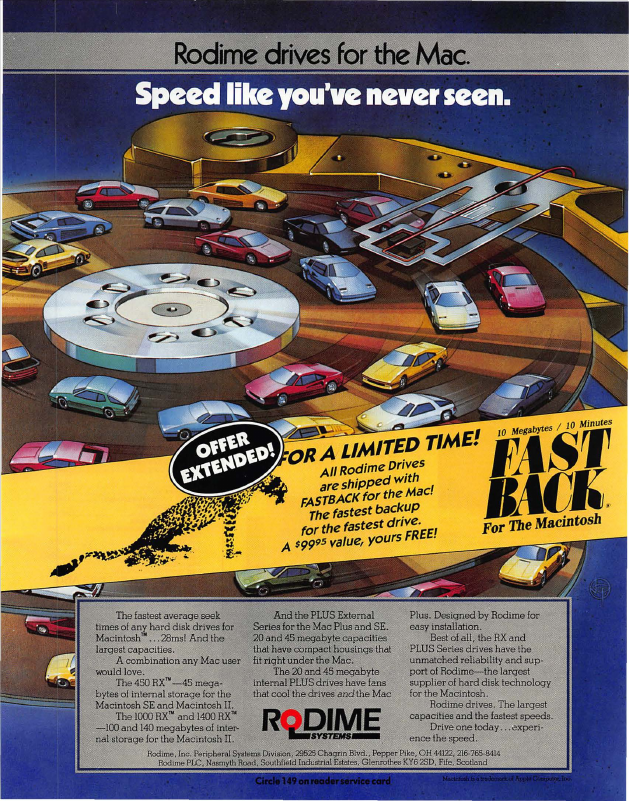 Rodime drives for the Mac.
Speed like you've never seen.
OFFER
EXTENDED!
FOR A LIMITED TIME!
All Rodime Drives
are shipped with
FASTBACK for the Mac!
The fastest backup
for the fastest drive.
A $99⁹⁵ value, yours FREE!
10 Megabytes / 10 Minutes
FAST
BACK®
For The Macintosh
The fastest average seek
times of any hard disk drives for
Macintosh™...28ms! And the
largest capacities.
A combination any Mac user
would love.
The 450 RX™—45 mega-
bytes of internal storage for the
Macintosh SE and Macintosh II.
The 1000 RX™ and 1400 RX™
—100 and 140 megabytes of inter-
nal storage for the Macintosh II.
And the PLUS External
Series for the Mac Plus and SE.
20 and 45 megabyte capacities
that have compact housings that
fit right under the Mac.
The 20 and 45 megabyte
internal PLUS drives have fans
that cool the drives and the Mac
Plus. Designed by Rodime for
easy installation.
Best of all, the RX and
PLUS Series drives have the
unmatched reliability and sup-
port of Rodime—the largest
supplier of hard disk technology
for the Macintosh.
Rodime drives. The largest
capacities and the fastest speeds.
Drive one today...experi-
ence the speed.
RODIME
SYSTEMS
Rodime, Inc. Peripheral Systems Division, 29525 Chagrin Blvd., Pepper Pike, OH 44122, 216-765-8414
Rodime PLC, Nasmyth Road, Southfield Industrial Estates, Glenrothes KY6 2SD, Fife, Scotland
Circle 149 on reader service card
Macintosh is a trademark of Apple Computer, Inc.